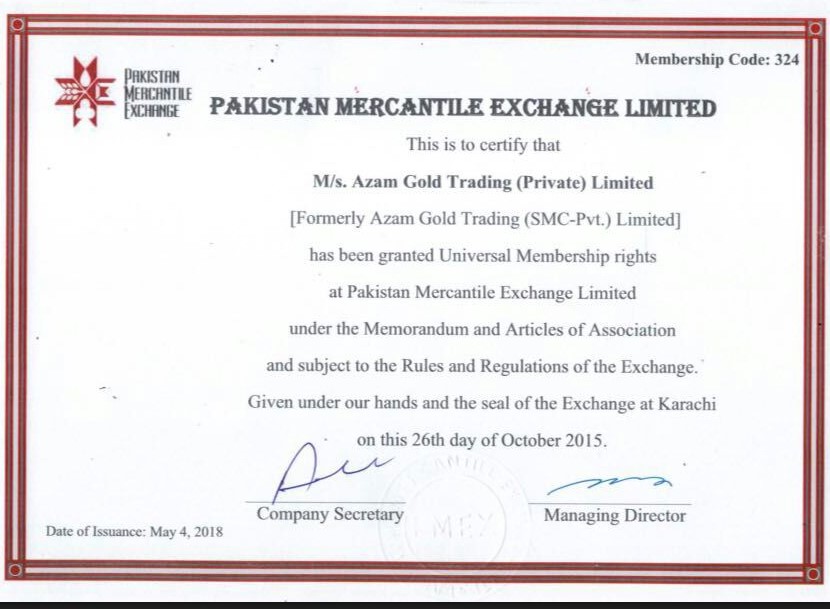 Membership Code: 324
PAKISTAN
MERCANTILE
EXCHANGE
PAKISTAN MERCANTILE EXCHANGE LIMITED
This is to certify that
M/s. Azam Gold Trading (Private) Limited
[Formerly Azam Gold Trading (SMC-Pvt.) Limited]
has been granted Universal Membership rights
at Pakistan Mercantile Exchange Limited
under the Memorandum and Articles of Association
and subject to the Rules and Regulations of the Exchange.
Given under our hands and the seal of the Exchange at Karachi
on this 26th day of October 2015.
Company Secretary
Managing Director
Date of Issuance: May 4, 2018